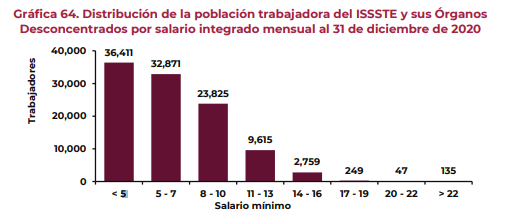 Gráfica 64. Distribución de la población trabajadora del ISSSTE y sus Órganos
Desconcentrados por salario integrado mensual al 31 de diciembre de 2020
Trabajadores
40,000
30,000
20,000
10,000
0
36,411
32,871
23,825
9,615
2,759
249
47
135
< 5
5 - 7
8 - 10
11 - 13
14 - 16
17 - 19
20 - 22
> 22
Salario mínimo